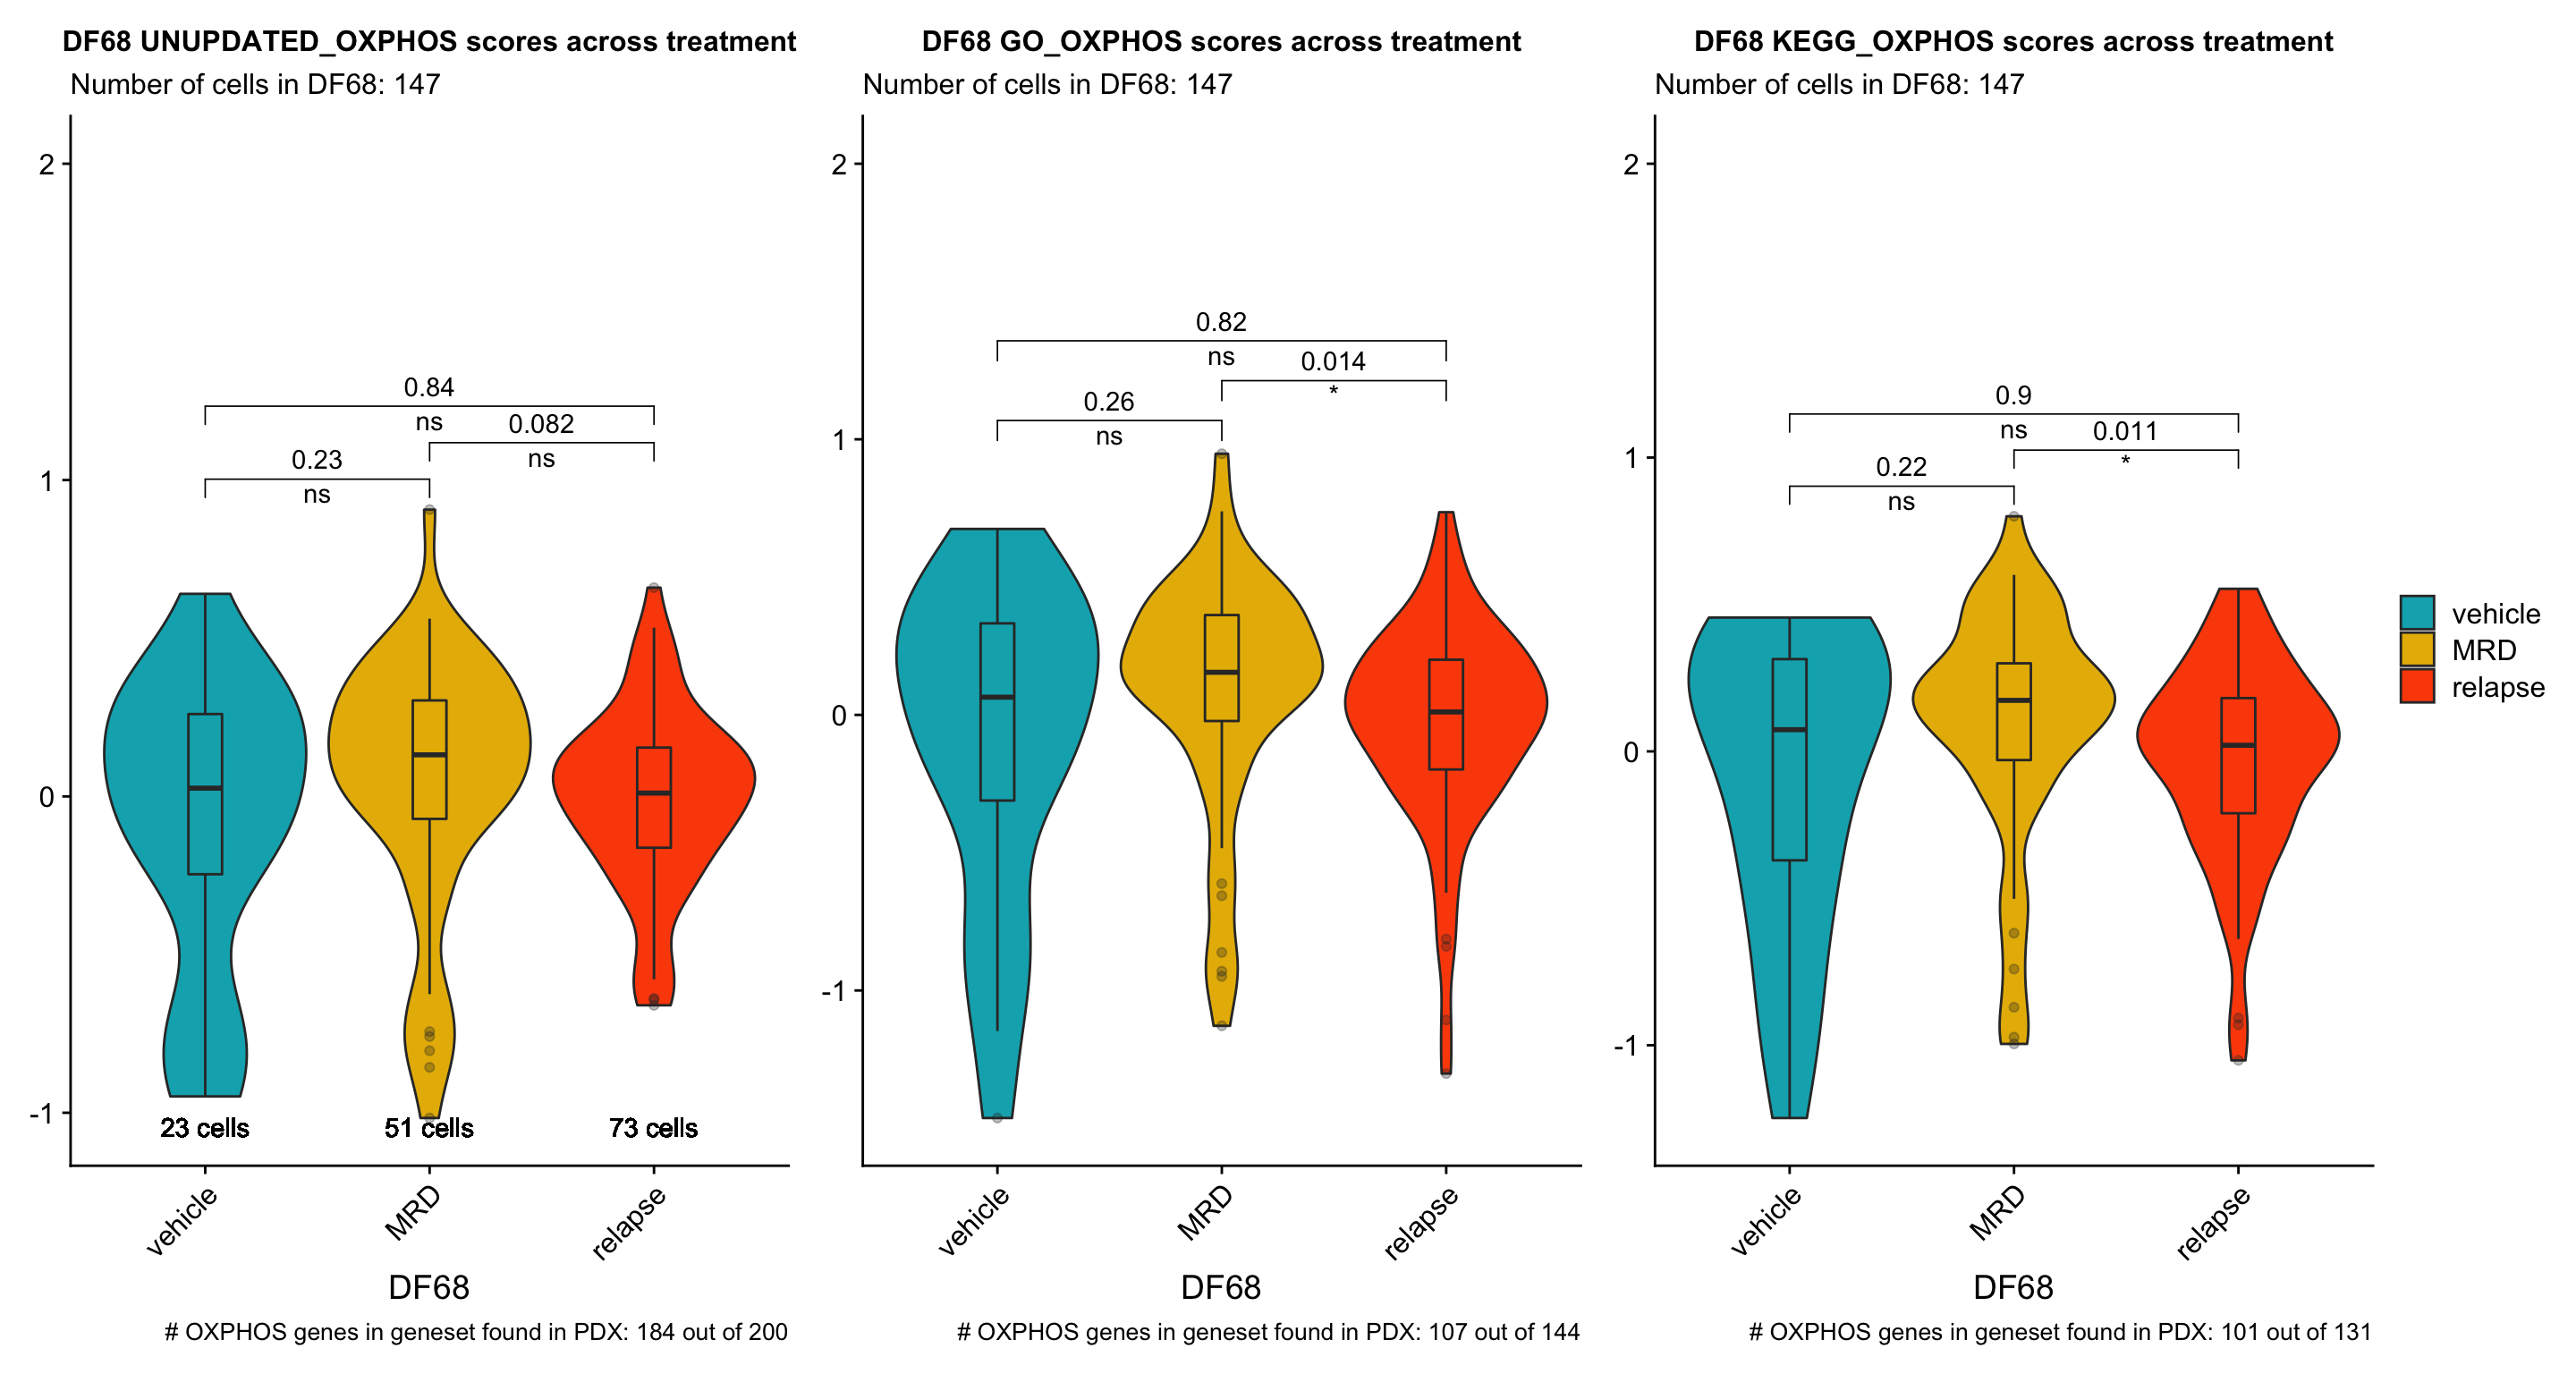 DF68 UNUPDATED_OXPHOS scores across treatment
Number of cells in DF68: 147
2
1
0
-1
0.84
ns
0.082
ns
0.23
ns
23 cells
51 cells
73 cells
vehicle
MRD
relapse
DF68
# OXPHOS genes in geneset found in PDX: 184 out of 200
DF68 GO_OXPHOS scores across treatment
Number of cells in DF68: 147
2
1
0
-1
0.82
ns
0.014
*
0.26
ns
vehicle
MRD
relapse
DF68
# OXPHOS genes in geneset found in PDX: 107 out of 144
DF68 KEGG_OXPHOS scores across treatment
Number of cells in DF68: 147
2
1
0
-1
0.9
ns
0.011
*
0.22
ns
vehicle
MRD
relapse
DF68
# OXPHOS genes in geneset found in PDX: 101 out of 131
vehicle
MRD
relapse